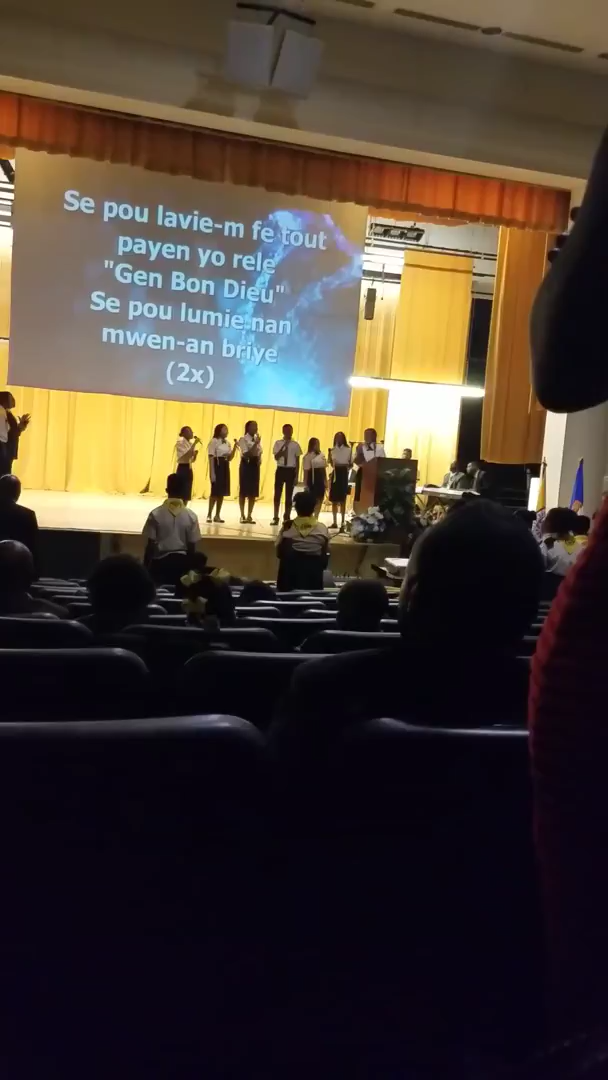 Se pou lavie-m fe tout
payen yo rele
"Gen Bon Dieu"
Se pou lumie nan
mwen-an briye
(2x)